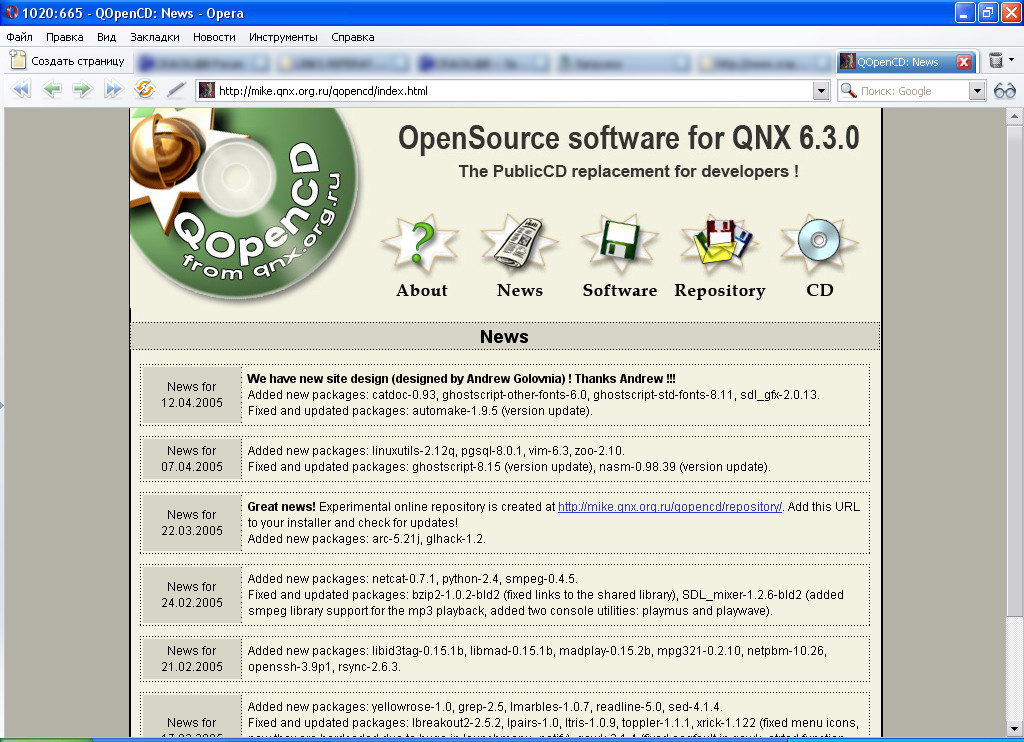 1020:665 - QOpenCD: News - Opera
Файл Правка Вид Закладки Новости Инструменты Справка
Создать страницу
QOpenCD: News
http://mike.qnx.org.ru/qopencd/index.html
Поиск: Google
QOpenCD
from qnx.org.ru
OpenSource software for QNX 6.3.0
The PublicCD replacement for developers !
About News Software Repository CD
News
News for
12.04.2005
We have new site design (designed by Andrew Golovnia) ! Thanks Andrew !!!
Added new packages: catdoc-0.93, ghostscript-other-fonts-6.0, ghostscript-std-fonts-8.11, sdl_gfx-2.0.13.
Fixed and updated packages: automake-1.9.5 (version update).
News for
07.04.2005
Added new packages: linuxutils-2.12q, pgsql-8.0.1, vim-6.3, zoo-2.10.
Fixed and updated packages: ghostscript-8.15 (version update), nasm-0.98.39 (version update).
News for
22.03.2005
Great news! Experimental online repository is created at http://mike.qnx.org.ru/qopencd/repository/. Add this URL
to your installer and check for updates!
Added new packages: arc-5.21j, glhack-1.2.
News for
24.02.2005
Added new packages: netcat-0.7.1, python-2.4, smpeg-0.4.5.
Fixed and updated packages: bzip2-1.0.2-bld2 (fixed links to the shared library), SDL_mixer-1.2.6-bld2 (added
smpeg library support for the mp3 playback, added two console utilities: playmus and playwave).
News for
21.02.2005
Added new packages: libid3tag-0.15.1b, libmad-0.15.1b, madplay-0.15.2b, mpg321-0.2.10, netpbm-10.26,
openssh-3.9p1, rsync-2.6.3.
News for
Added new packages: yellowrose-1.0, grep-2.5, lmarbles-1.0.7, readline-5.0, sed-4.1.4.
Fixed and updated packages: lbreakout2-2.5.2, lpairs-1.0, ltris-1.0.9, toppler-1.1.1, xrick-1.122 (fixed menu icons,